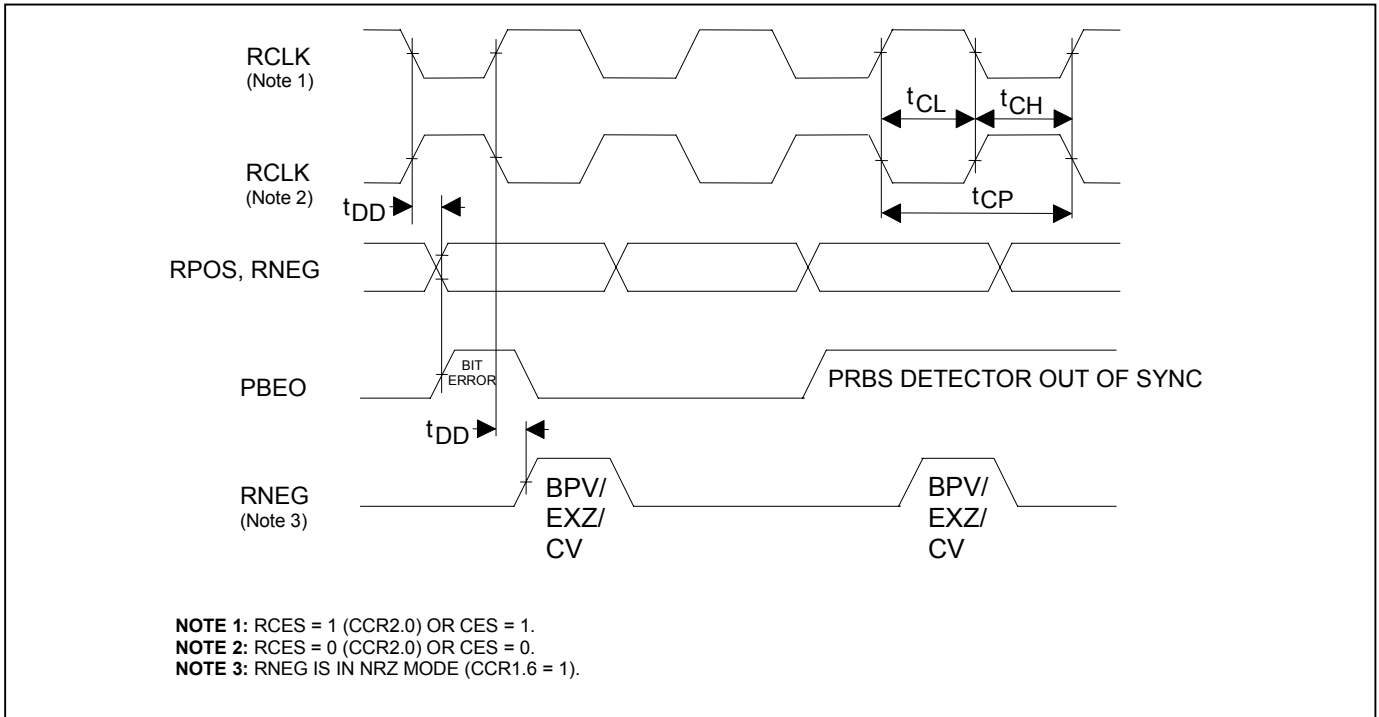 RCLK
(Note 1)
tCL
tCH
RCLK
(Note 2)
tCP
tDD
RPOS, RNEG
PBEO
BIT
ERROR
PRBS DETECTOR OUT OF SYNC
tDD
RNEG
(Note 3)
BPV/
EXZ/
CV
BPV/
EXZ/
CV
NOTE 1: RCES = 1 (CCR2.0) OR CES = 1.
NOTE 2: RCES = 0 (CCR2.0) OR CES = 0.
NOTE 3: RNEG IS IN NRZ MODE (CCR1.6 = 1).